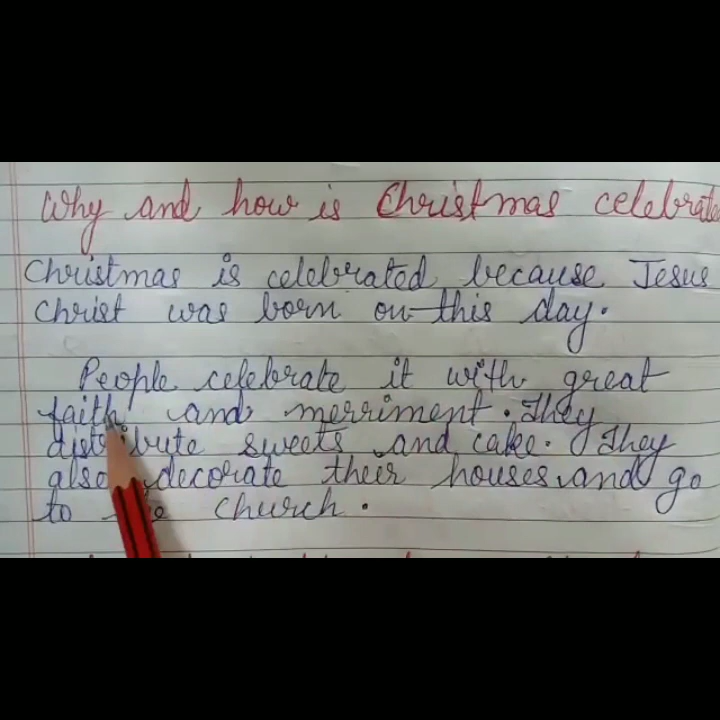 Why and how is Christmas celebrate
Christmas is celebrated because Jesus
Christ was born on this day.
People celebrate it with great
faith and merriment. They
distribute sweets and cake. They
also decorate their houses and go
to church.